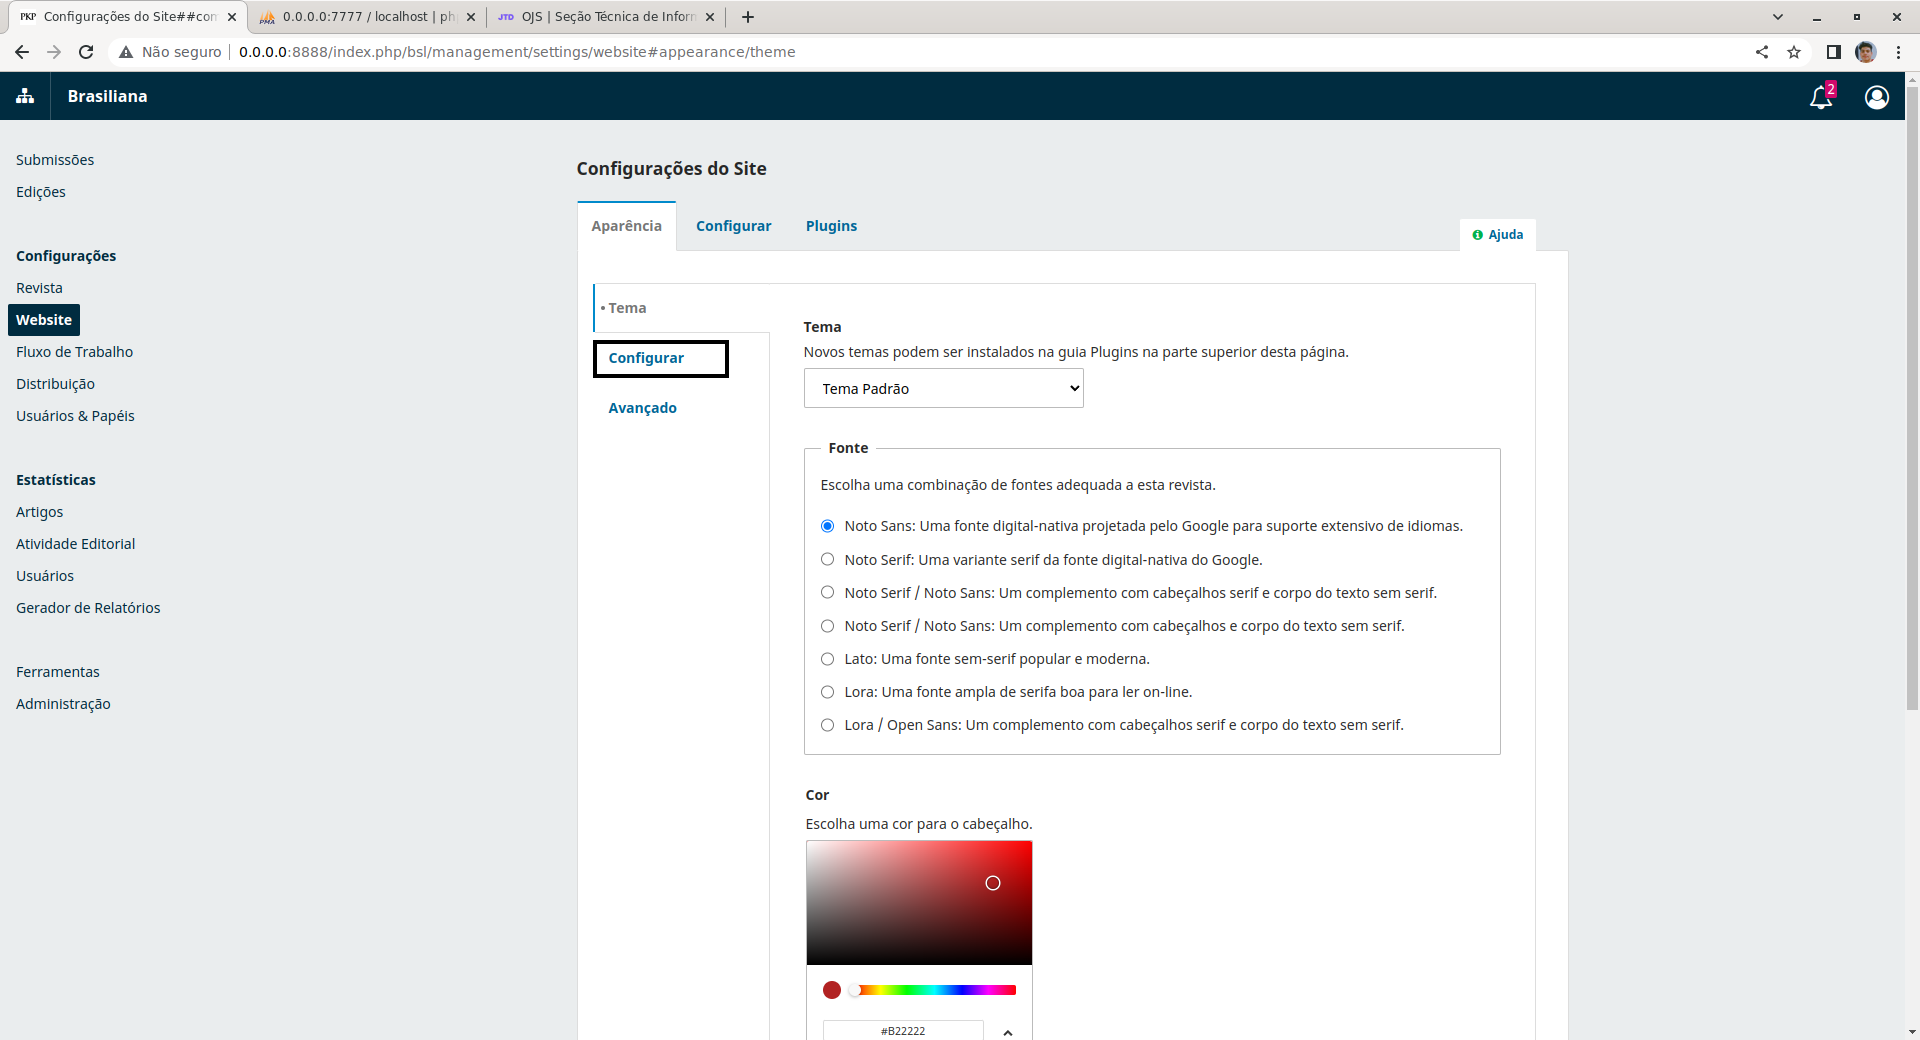 Configurações do Site##com
0.0.0.0:7777 / localhost | ph
OJS | Seção Técnica de Inforn
Não seguro
0.0.0.0:8888/index.php/bsl/management/settings/website#appearance/theme
Brasiliana
2
Submissões
Edições
Configurações
Revista
Website
Fluxo de Trabalho
Distribuição
Usuários & Papéis
Estatísticas
Artigos
Atividade Editorial
Usuários
Gerador de Relatórios
Ferramentas
Administração
Configurações do Site
Aparência
Configurar
Plugins
Ajuda
• Tema
Configurar
Avançado
Tema
Novos temas podem ser instalados na guia Plugins na parte superior desta página.
Tema Padrão
Fonte
Escolha uma combinação de fontes adequada a esta revista.
Noto Sans: Uma fonte digital-nativa projetada pelo Google para suporte extensivo de idiomas.
Noto Serif: Uma variante serif da fonte digital-nativa do Google.
Noto Serif / Noto Sans: Um complemento com cabeçalhos serif e corpo do texto sem serif.
Noto Serif / Noto Sans: Um complemento com cabeçalhos e corpo do texto sem serif.
Lato: Uma fonte sem-serif popular e moderna.
Lora: Uma fonte ampla de serifa boa para ler on-line.
Lora / Open Sans: Um complemento com cabeçalhos serif e corpo do texto sem serif.
Cor
Escolha uma cor para o cabeçalho.
#B22222